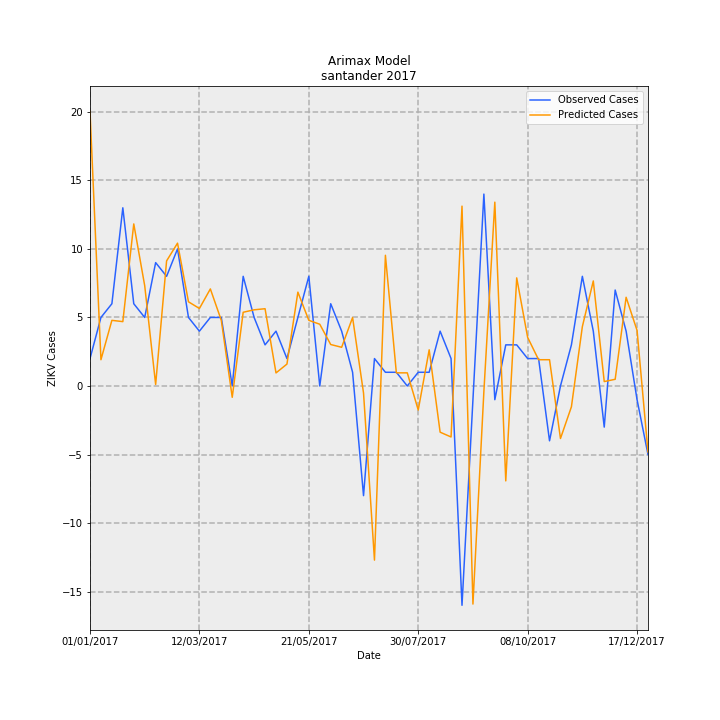 Arimax Model
santander 2017
Observed Cases
Predicted Cases
20
15
10
5
0
−5
−10
−15
ZIKV Cases
01/01/2017 12/03/2017 21/05/2017 30/07/2017 08/10/2017 17/12/2017
Date